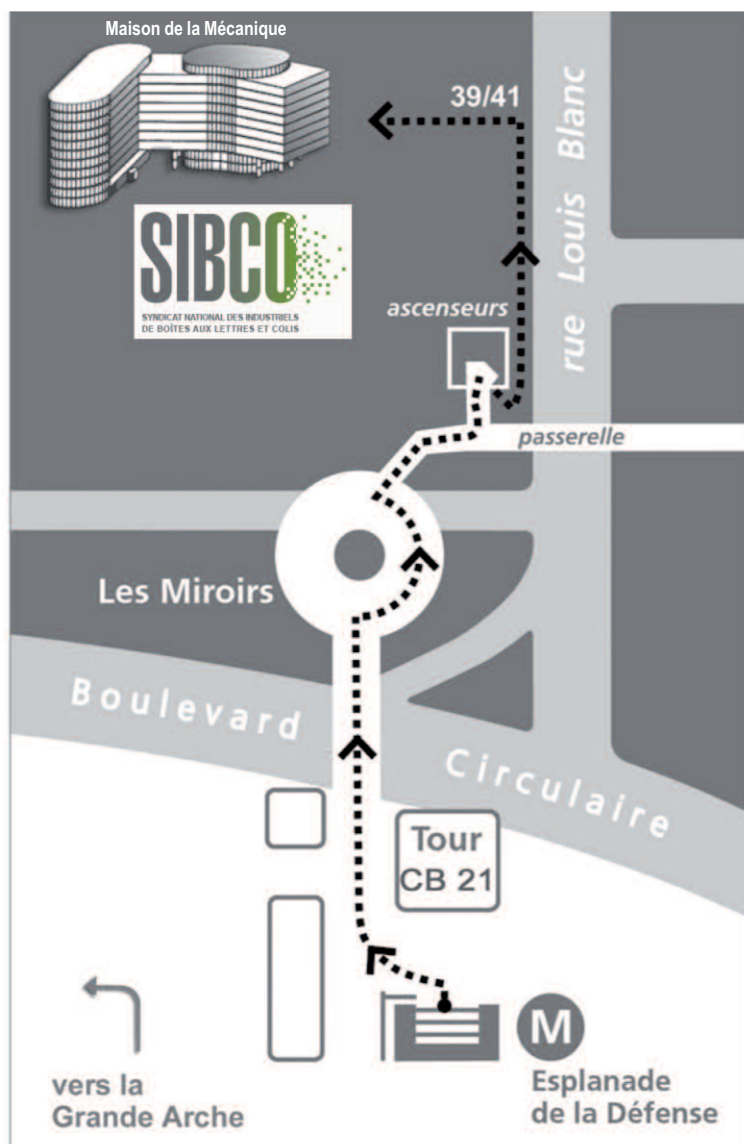 Maison de la Mécanique
39/41
rue Louis Blanc
SIBCO
SYNDICAT NATIONAL DES INDUSTRIELS
DE BOÎTES AUX LETTRES ET COLIS
ascenseurs
passerelle
Les Miroirs
Boulevard Circulaire
Tour
CB 21
M
Esplanade
de la Défense
vers la
Grande Arche